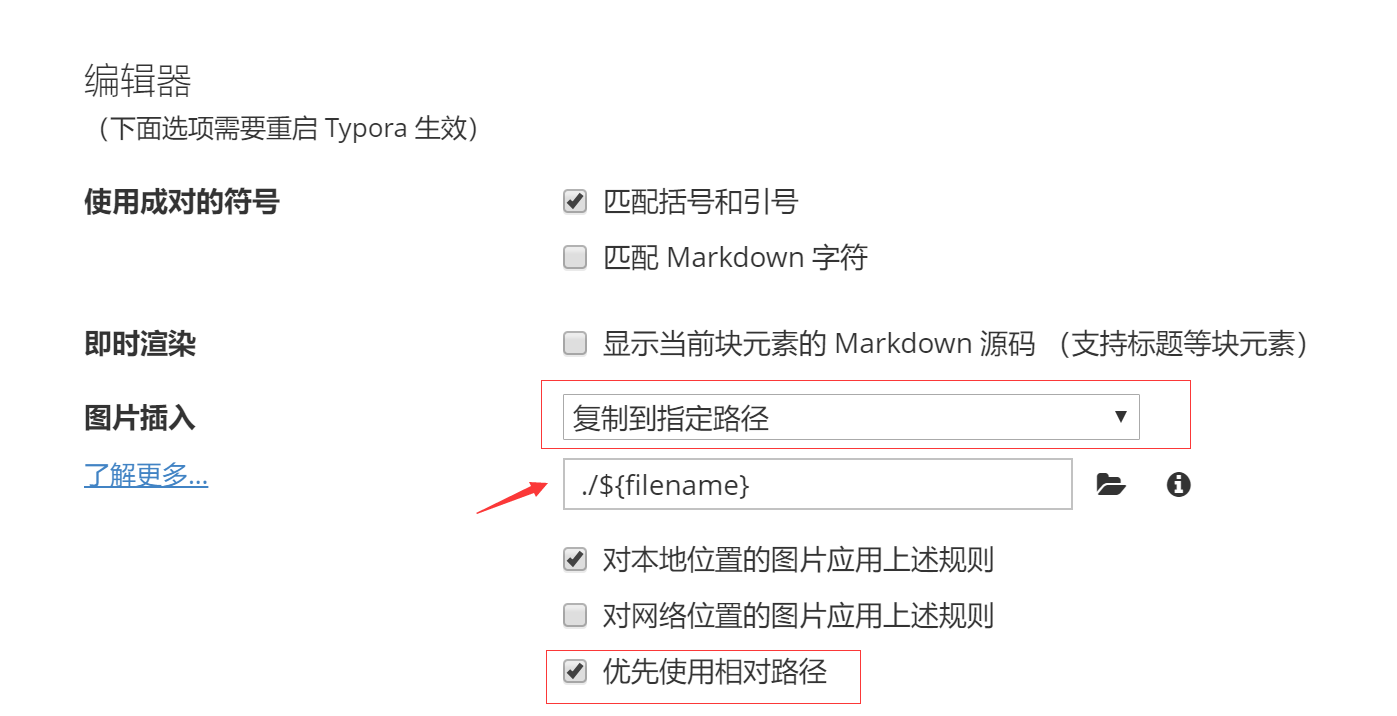 编辑器
（下面选项需要重启 Typora 生效）
使用成对的符号
匹配括号和引号
匹配 Markdown 字符
即时渲染
显示当前块元素的 Markdown 源码 （支持标题等块元素）
图片插入
复制到指定路径
了解更多...
./${filename}
对本地位置的图片应用上述规则
对网络位置的图片应用上述规则
优先使用相对路径